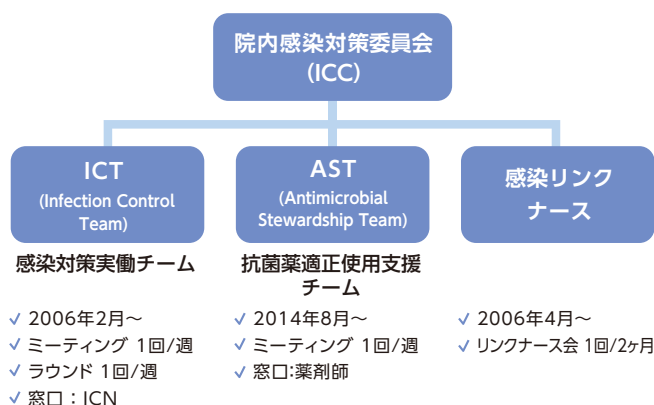 院内感染対策委員会
(ICC)
ICT
(Infection Control
Team)
感染対策実働チーム
✓ 2006年2月～
✓ ミーティング 1回/週
✓ ラウンド 1回/週
✓ 窓口：ICN
AST
(Antimicrobial
Stewardship Team)
抗菌薬適正使用支援
チーム
✓ 2014年8月～
✓ ミーティング 1回/週
✓ 窓口:薬剤師
感染リンク
ナース
✓ 2006年4月～
✓ リンクナース会 1回/2ヶ月